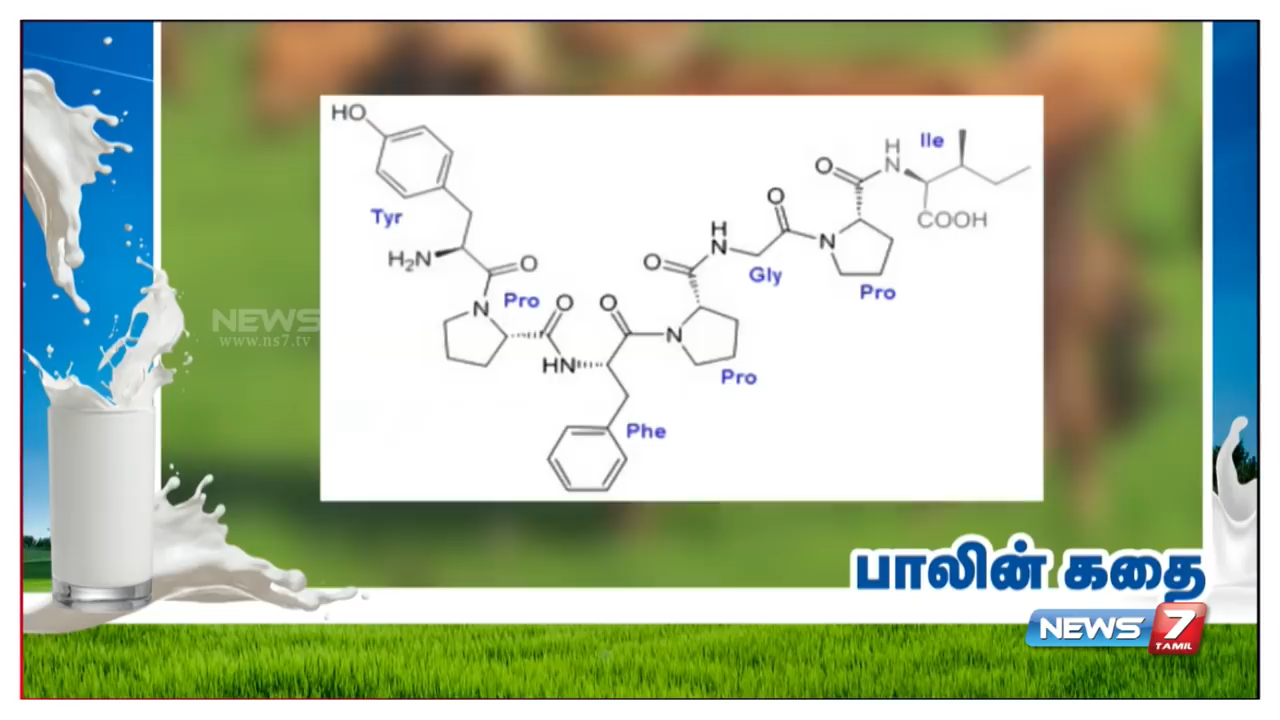 HO
Tyr
H₂N
O
Pro
N
O
HN
O
Phe
N
Pro
O
H
N
Gly
O
N
Pro
O
H
N
Ile
COOH
NEWS
www.ns7.tv
பாலின் கதை
NEWS 7
TAMIL